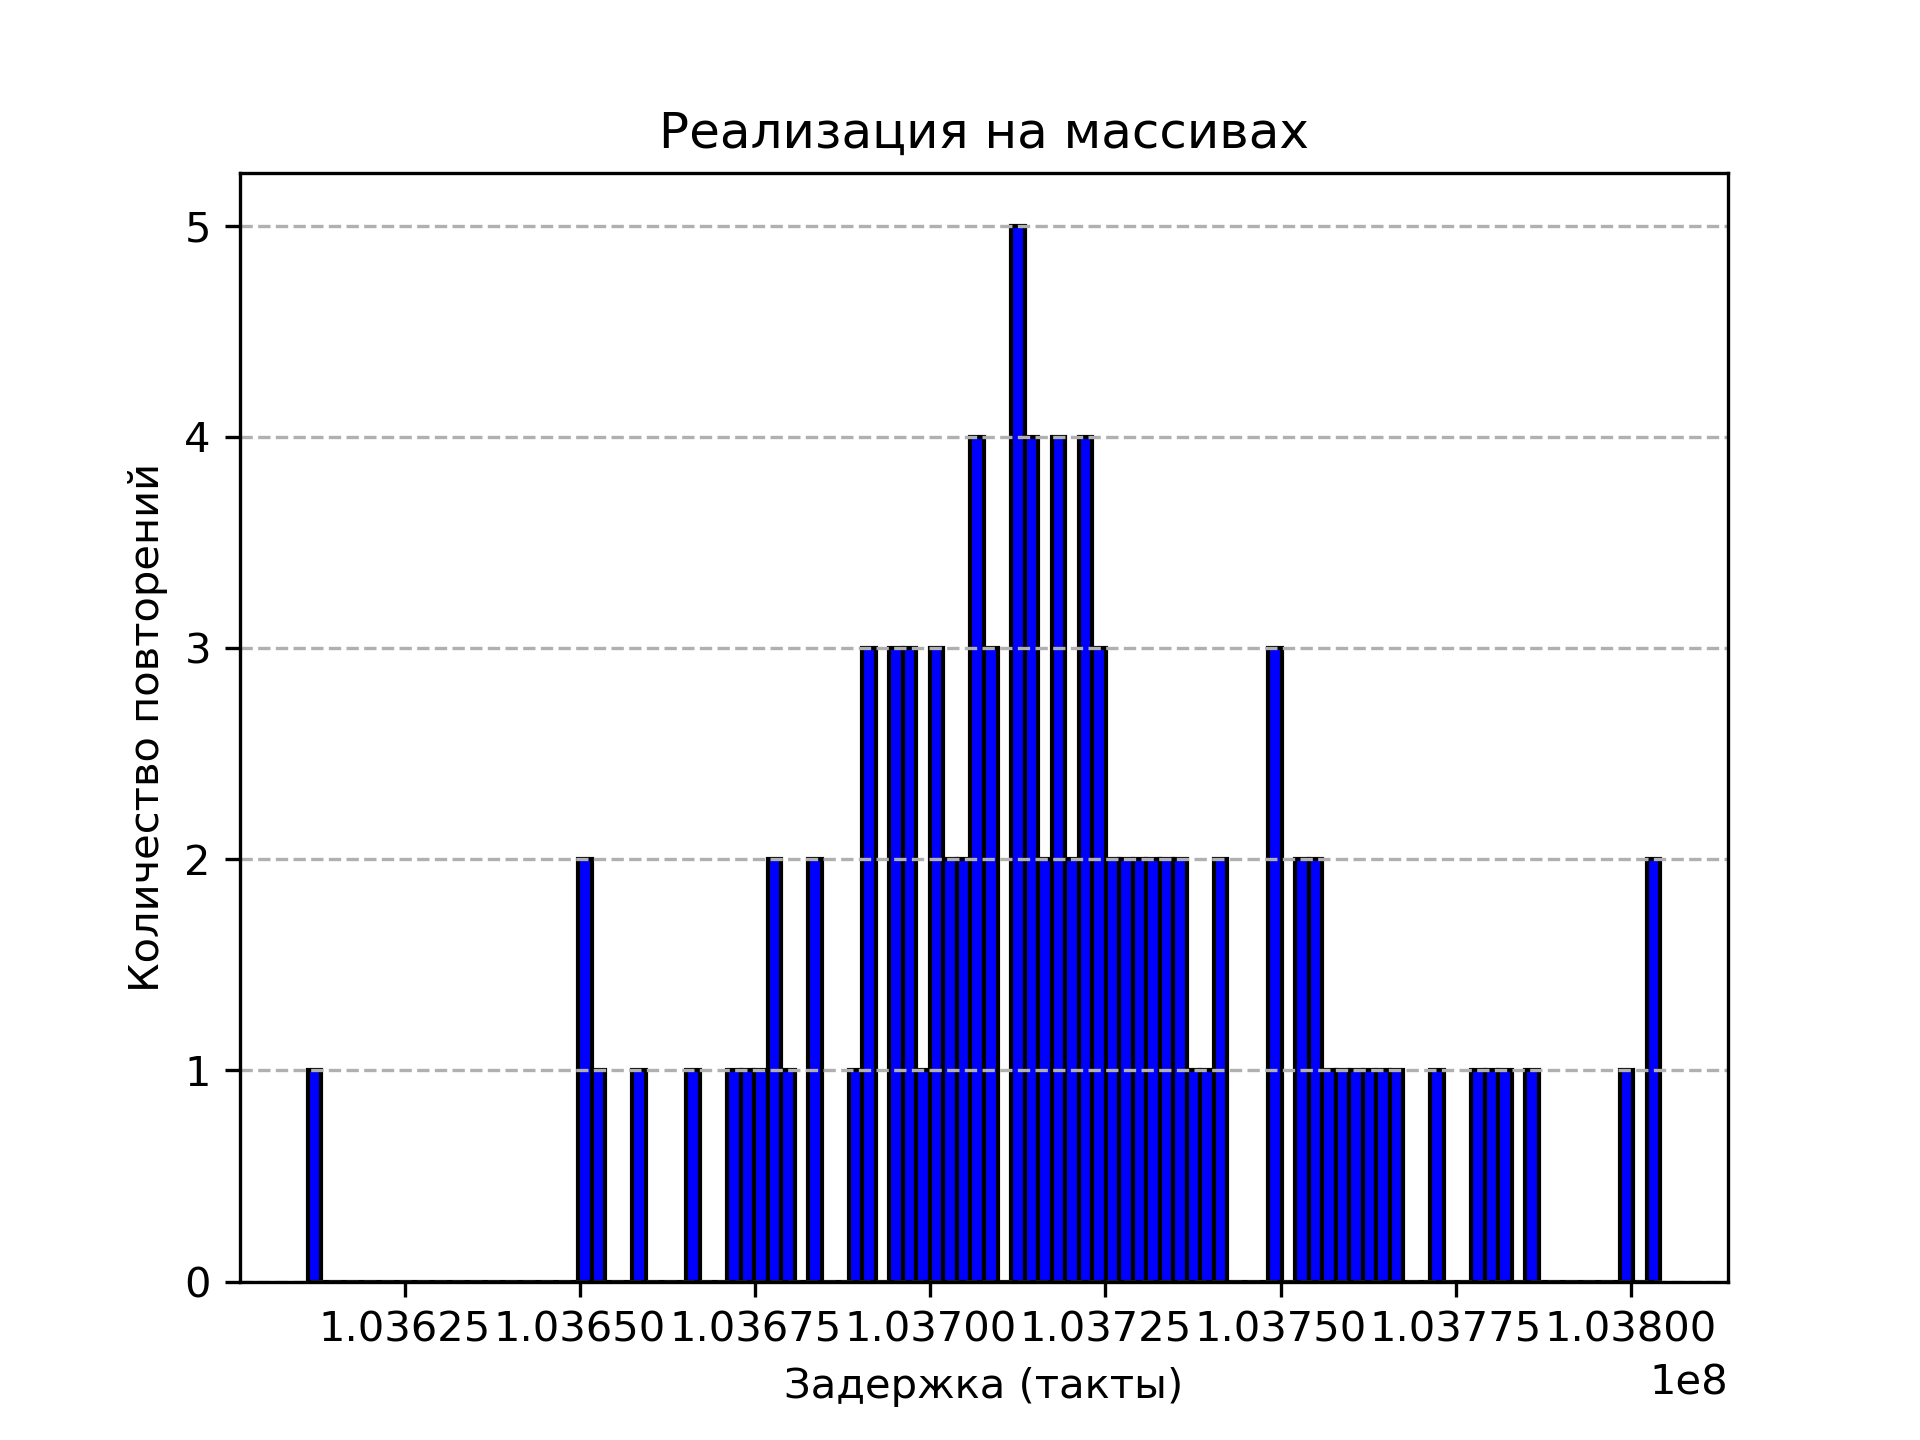 Реализация на массивах
5
4
3
2
1
0
Количество повторений
1.03625 1.03650 1.03675 1.03700 1.03725 1.03750 1.03775 1.03800
Задержка (такты)
1e8